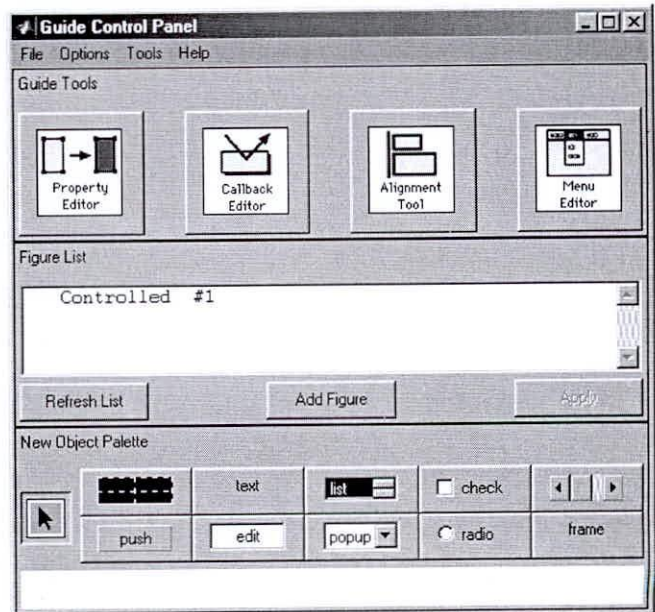 Guide Control Panel
File Options Tools Help
Guide Tools
Property Editor
Callback Editor
Alignment Tool
Menu Editor
Figure List
Controlled #1
Refresh List
Add Figure
Apply
New Object Palette
text
list
check
push
edit
popup
radio
frame